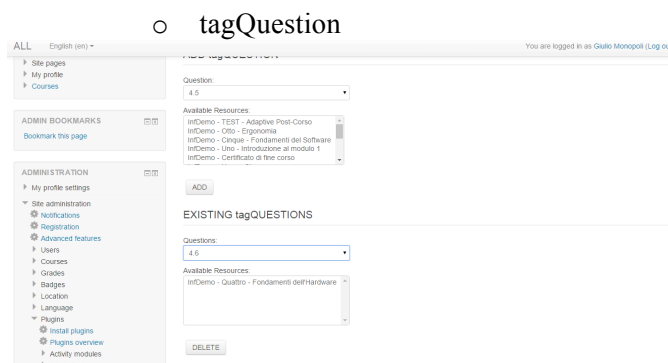 o tagQuestion
ALL English (en) You are logged in as Giulio Monopoli (Log ou
Site pages
My profile
Courses
ADMIN BOOKMARKS
Bookmark this page
ADMINISTRATION
My profile settings
Site administration
Notifications
Registration
Advanced features
Users
Courses
Grades
Badges
Location
Language
Plugins
Install plugins
Plugins overview
Activity modules
ADD tagQUESTION
Question:
4.5
Available Resources:
InfDemo - TEST - Adaptive Post-Corso
InfDemo - Otto - Ergonomia
InfDemo - Cinque - Fondamenti del Software
InfDemo - Uno - Introduzione al modulo 1
InfDemo - Certificato di fine corso
ADD
EXISTING tagQUESTIONS
Questions:
4.6
Available Resources:
InfDemo - Quattro - Fondamenti dell'Hardware
DELETE